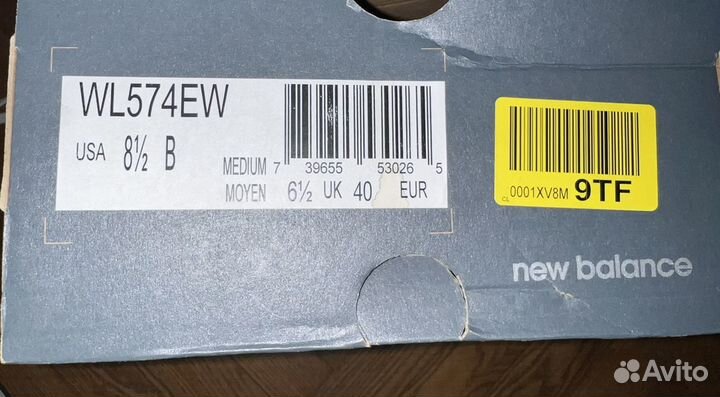 WL574EW
USA 8½ B
MEDIUM 7 39655 53026 5
MOYEN 6½ UK 40 EUR
CL 0001XV8M 9TF
new balance
Avito